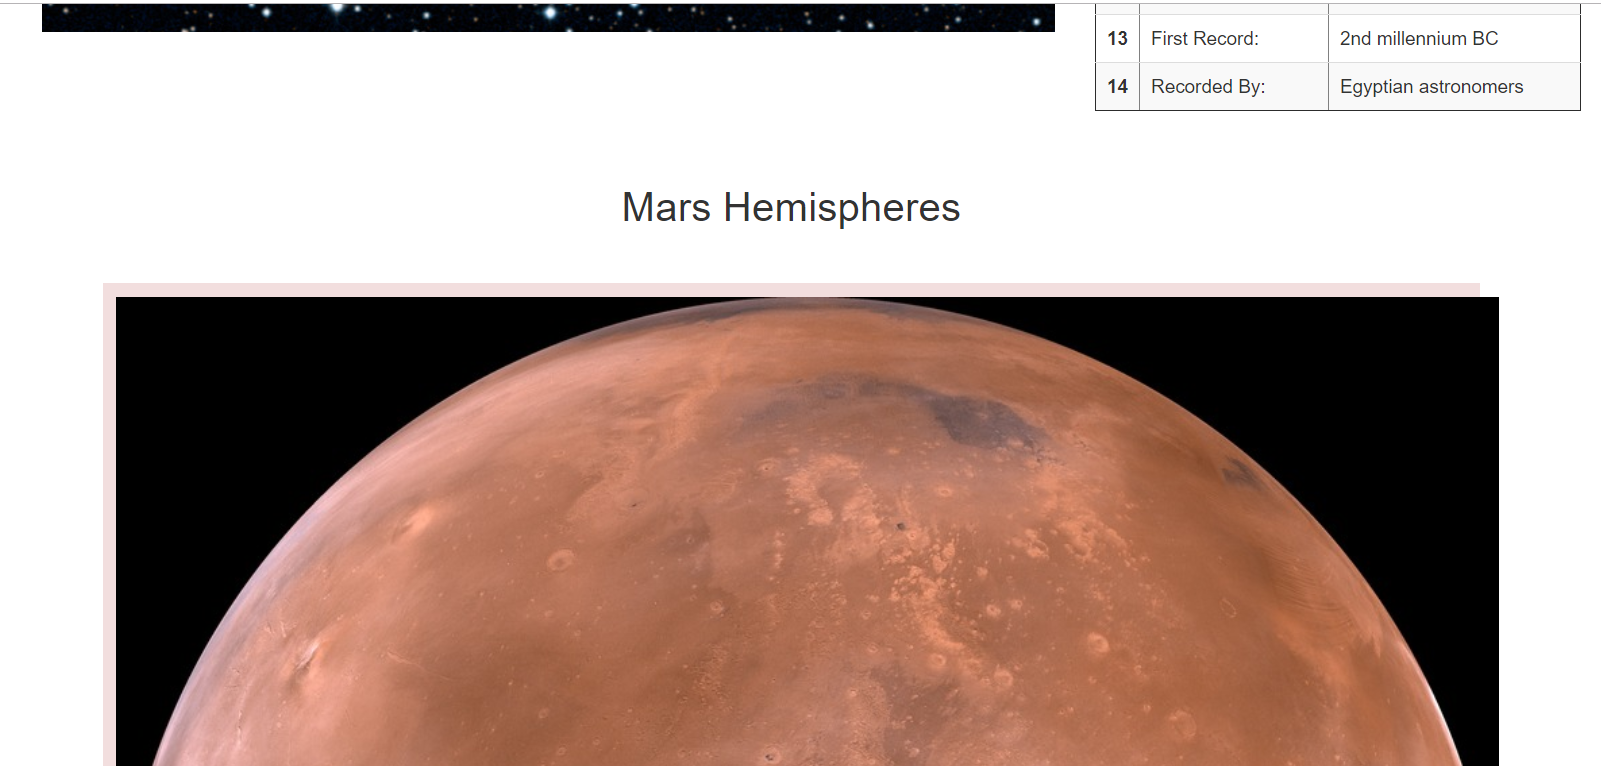 13 First Record: 2nd millennium BC
14 Recorded By: Egyptian astronomers
Mars Hemispheres